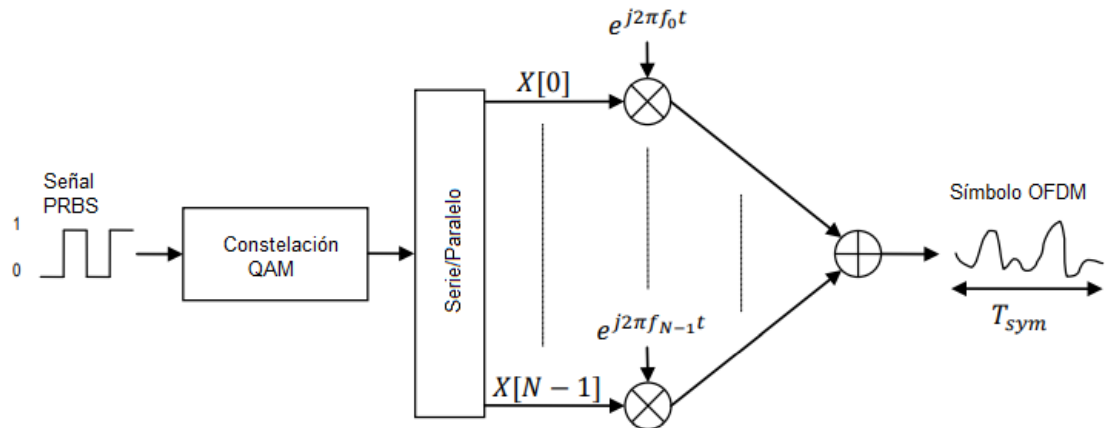 Señal
PRBS
1
0
Constelación
QAM
Serie/Paralelo
X[0]
X[N − 1]
e^{j2πf_0t}
e^{j2πf_{N−1}t}
Símbolo OFDM
T_{sym}